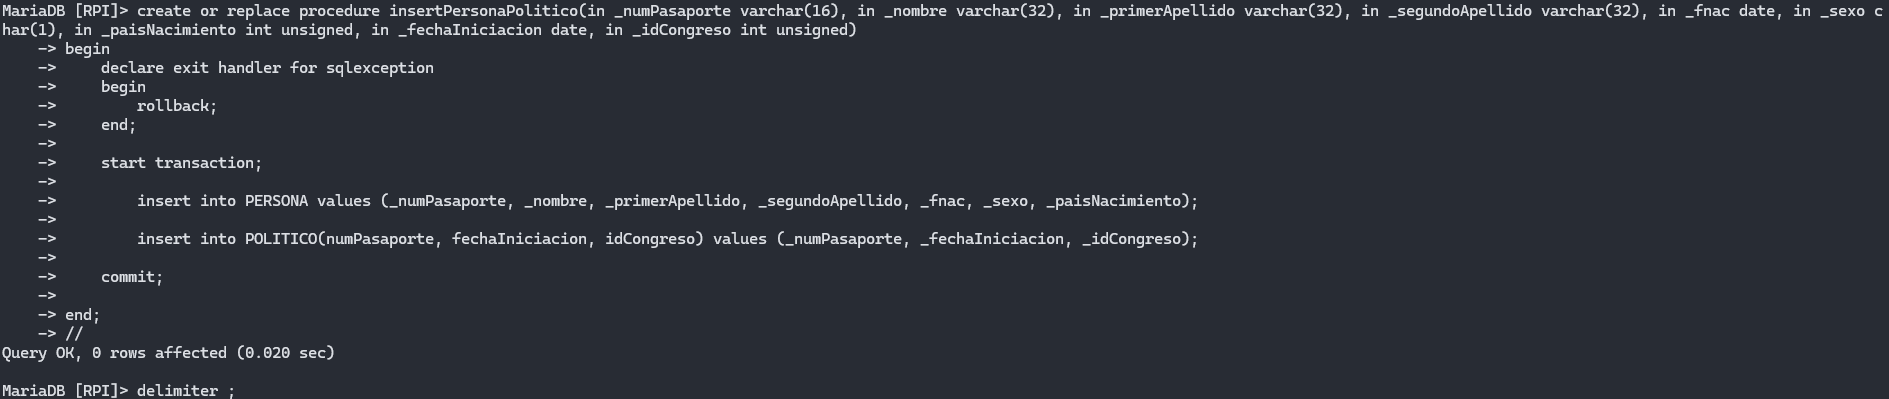 MariaDB [RPI]> create or replace procedure insertPersonaPolitico(in _numPasaporte varchar(16), in _nombre varchar(32), in _primerApellido varchar(32), in _segundoApellido varchar(32), in _fnac date, in _sexo c
har(1), in _paisNacimiento int unsigned, in _fechaIniciacion date, in _idCongreso int unsigned)
    -> begin
    ->     declare exit handler for sqlexception
    ->     begin
    ->         rollback;
    ->     end;
    ->
    ->     start transaction;
    ->
    ->         insert into PERSONA values (_numPasaporte, _nombre, _primerApellido, _segundoApellido, _fnac, _sexo, _paisNacimiento);
    ->
    ->         insert into POLITICO(numPasaporte, fechaIniciacion, idCongreso) values (_numPasaporte, _fechaIniciacion, _idCongreso);
    ->
    ->     commit;
    ->
    -> end;
    -> //
Query OK, 0 rows affected (0.020 sec)

MariaDB [RPI]> delimiter ;